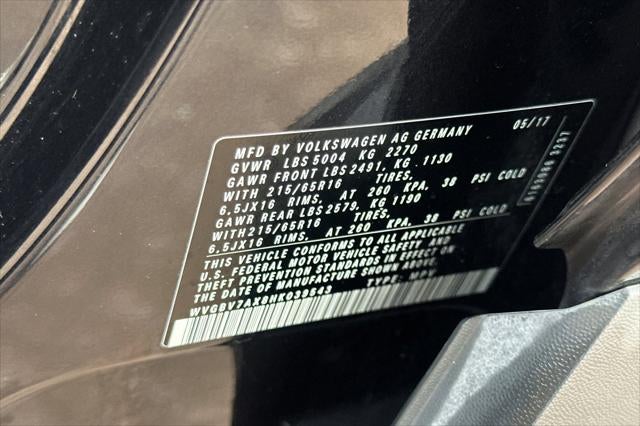 MFD BY VOLKSWAGEN AG GERMANY 05/17
GVWR LBS 5004 KG 2270
GAWR FRONT LBS 2491, KG 1130
WITH 215/65R16 TIRES,
6,5JX16 RIMS, AT 260 KPA, 38 PSI COLD
GAWR REAR LBS 2579, KG 1190
WITH 215/65R16 TIRES,
6,5JX16 RIMS, AT 260 KPA, 38 PSI COLD
THIS VEHICLE CONFORMS TO ALL APPLICABLE
U.S. FEDERAL MOTOR VEHICLE SAFETY AND
THEFT PREVENTION STANDARDS IN EFFECT ON
THE DATE OF MANUFACTURE SHOWN ABOVE
WVGBV7AX8HK039643 TYPE: MPV